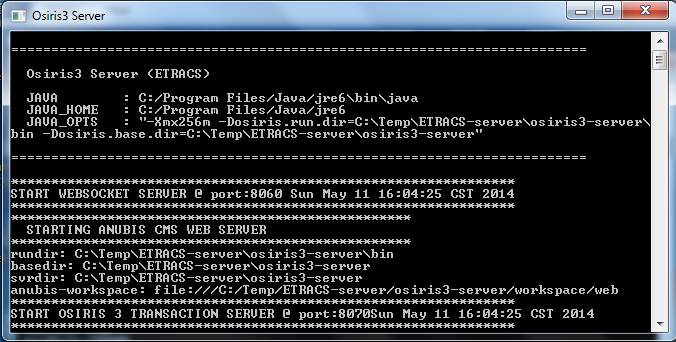 Osiris3 Server
==========================================================================
Osiris3 Server (ETRACS)
JAVA : C:/Program Files/Java/jre6\bin\java
JAVA_HOME : C:/Program Files/Java/jre6
JAVA_OPTS : "-Xmx256m -Dosiris.run.dir=C:\Temp\ETRACS-server\osiris3-server\
bin -Dosiris.base.dir=C:\Temp\ETRACS-server\osiris3-server"
==========================================================================
****************************************************************
START WEBSOCKET SERVER @ port:8060 Sun May 11 16:04:25 CST 2014
****************************************************************
***************************************************
STARTING ANUBIS CMS WEB SERVER
***************************************************
rundir: C:\Temp\ETRACS-server\osiris3-server\bin
basedir: C:\Temp\ETRACS-server\osiris3-server
svrdir: C:\Temp\ETRACS-server\osiris3-server
anubis-workspace: file:///C:/Temp/ETRACS-server/osiris3-server/workspace/web
****************************************************************
START OSIRIS 3 TRANSACTION SERVER @ port:8070Sun May 11 16:04:25 CST 2014
****************************************************************